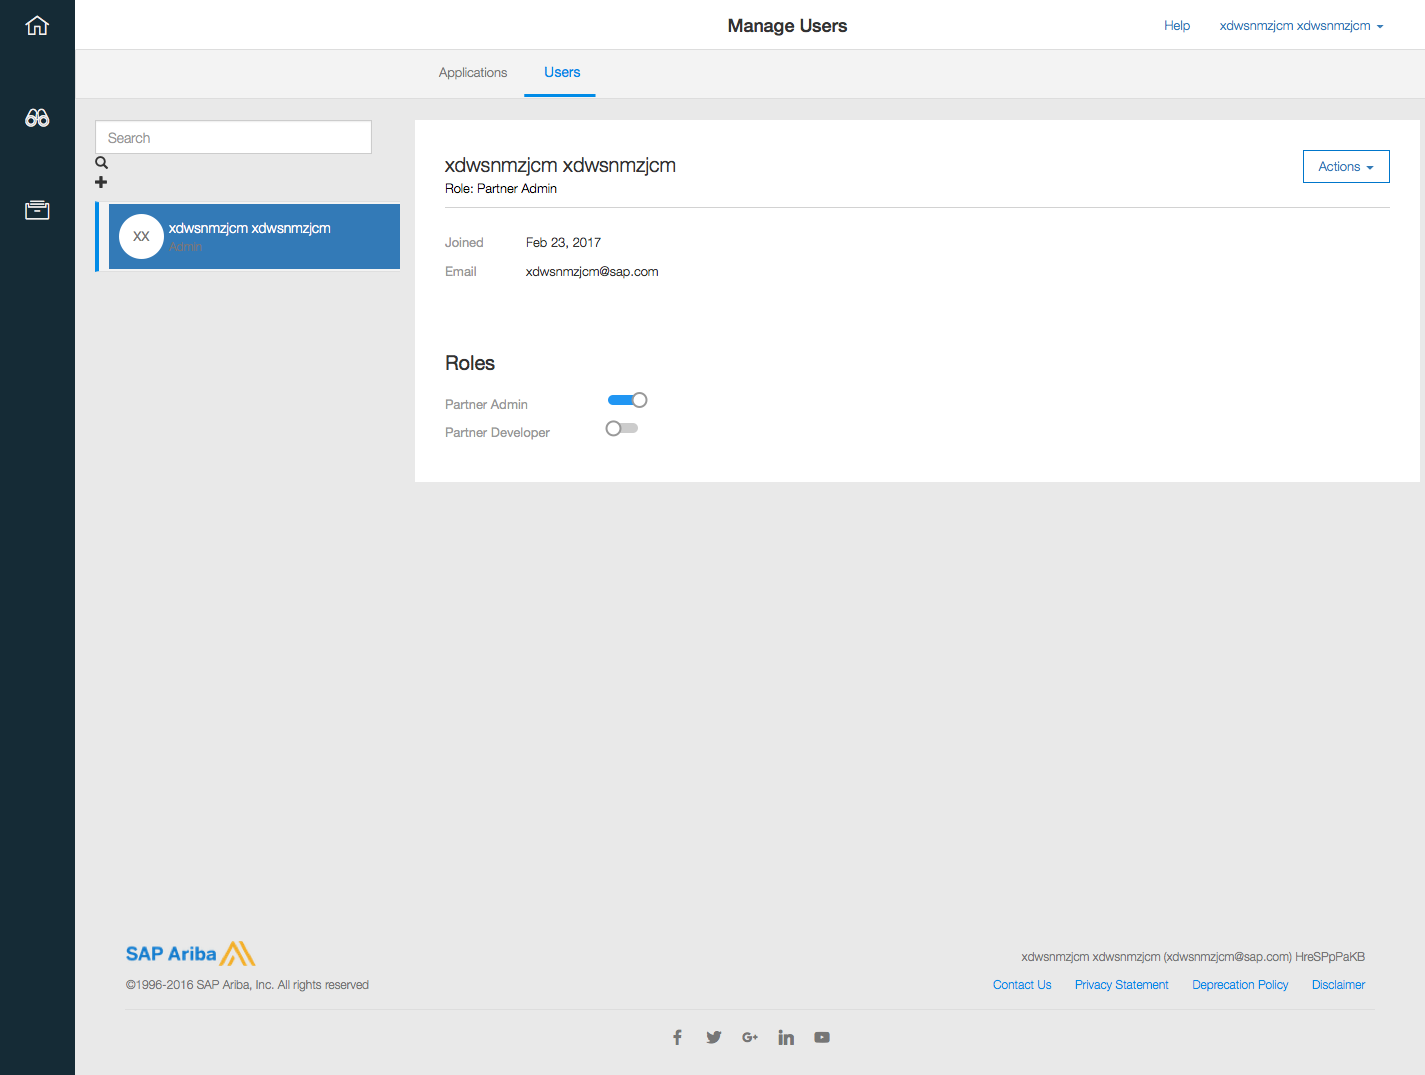 Manage Users
Help
xdwsnmzjcm xdwsnmzjcm
Applications
Users
Search
XX
xdwsnmzjcm xdwsnmzjcm
Admin
xdwsnmzjcm xdwsnmzjcm
Role: Partner Admin
Actions
Joined Feb 23, 2017
Email xdwsnmzjcm@sap.com
Roles
Partner Admin
Partner Developer
SAP Ariba
©1996-2016 SAP Ariba, Inc. All rights reserved
xdwsnmzjcm xdwsnmzjcm (xdwsnmzjcm@sap.com) HreSPpPaKB
Contact Us Privacy Statement Deprecation Policy Disclaimer